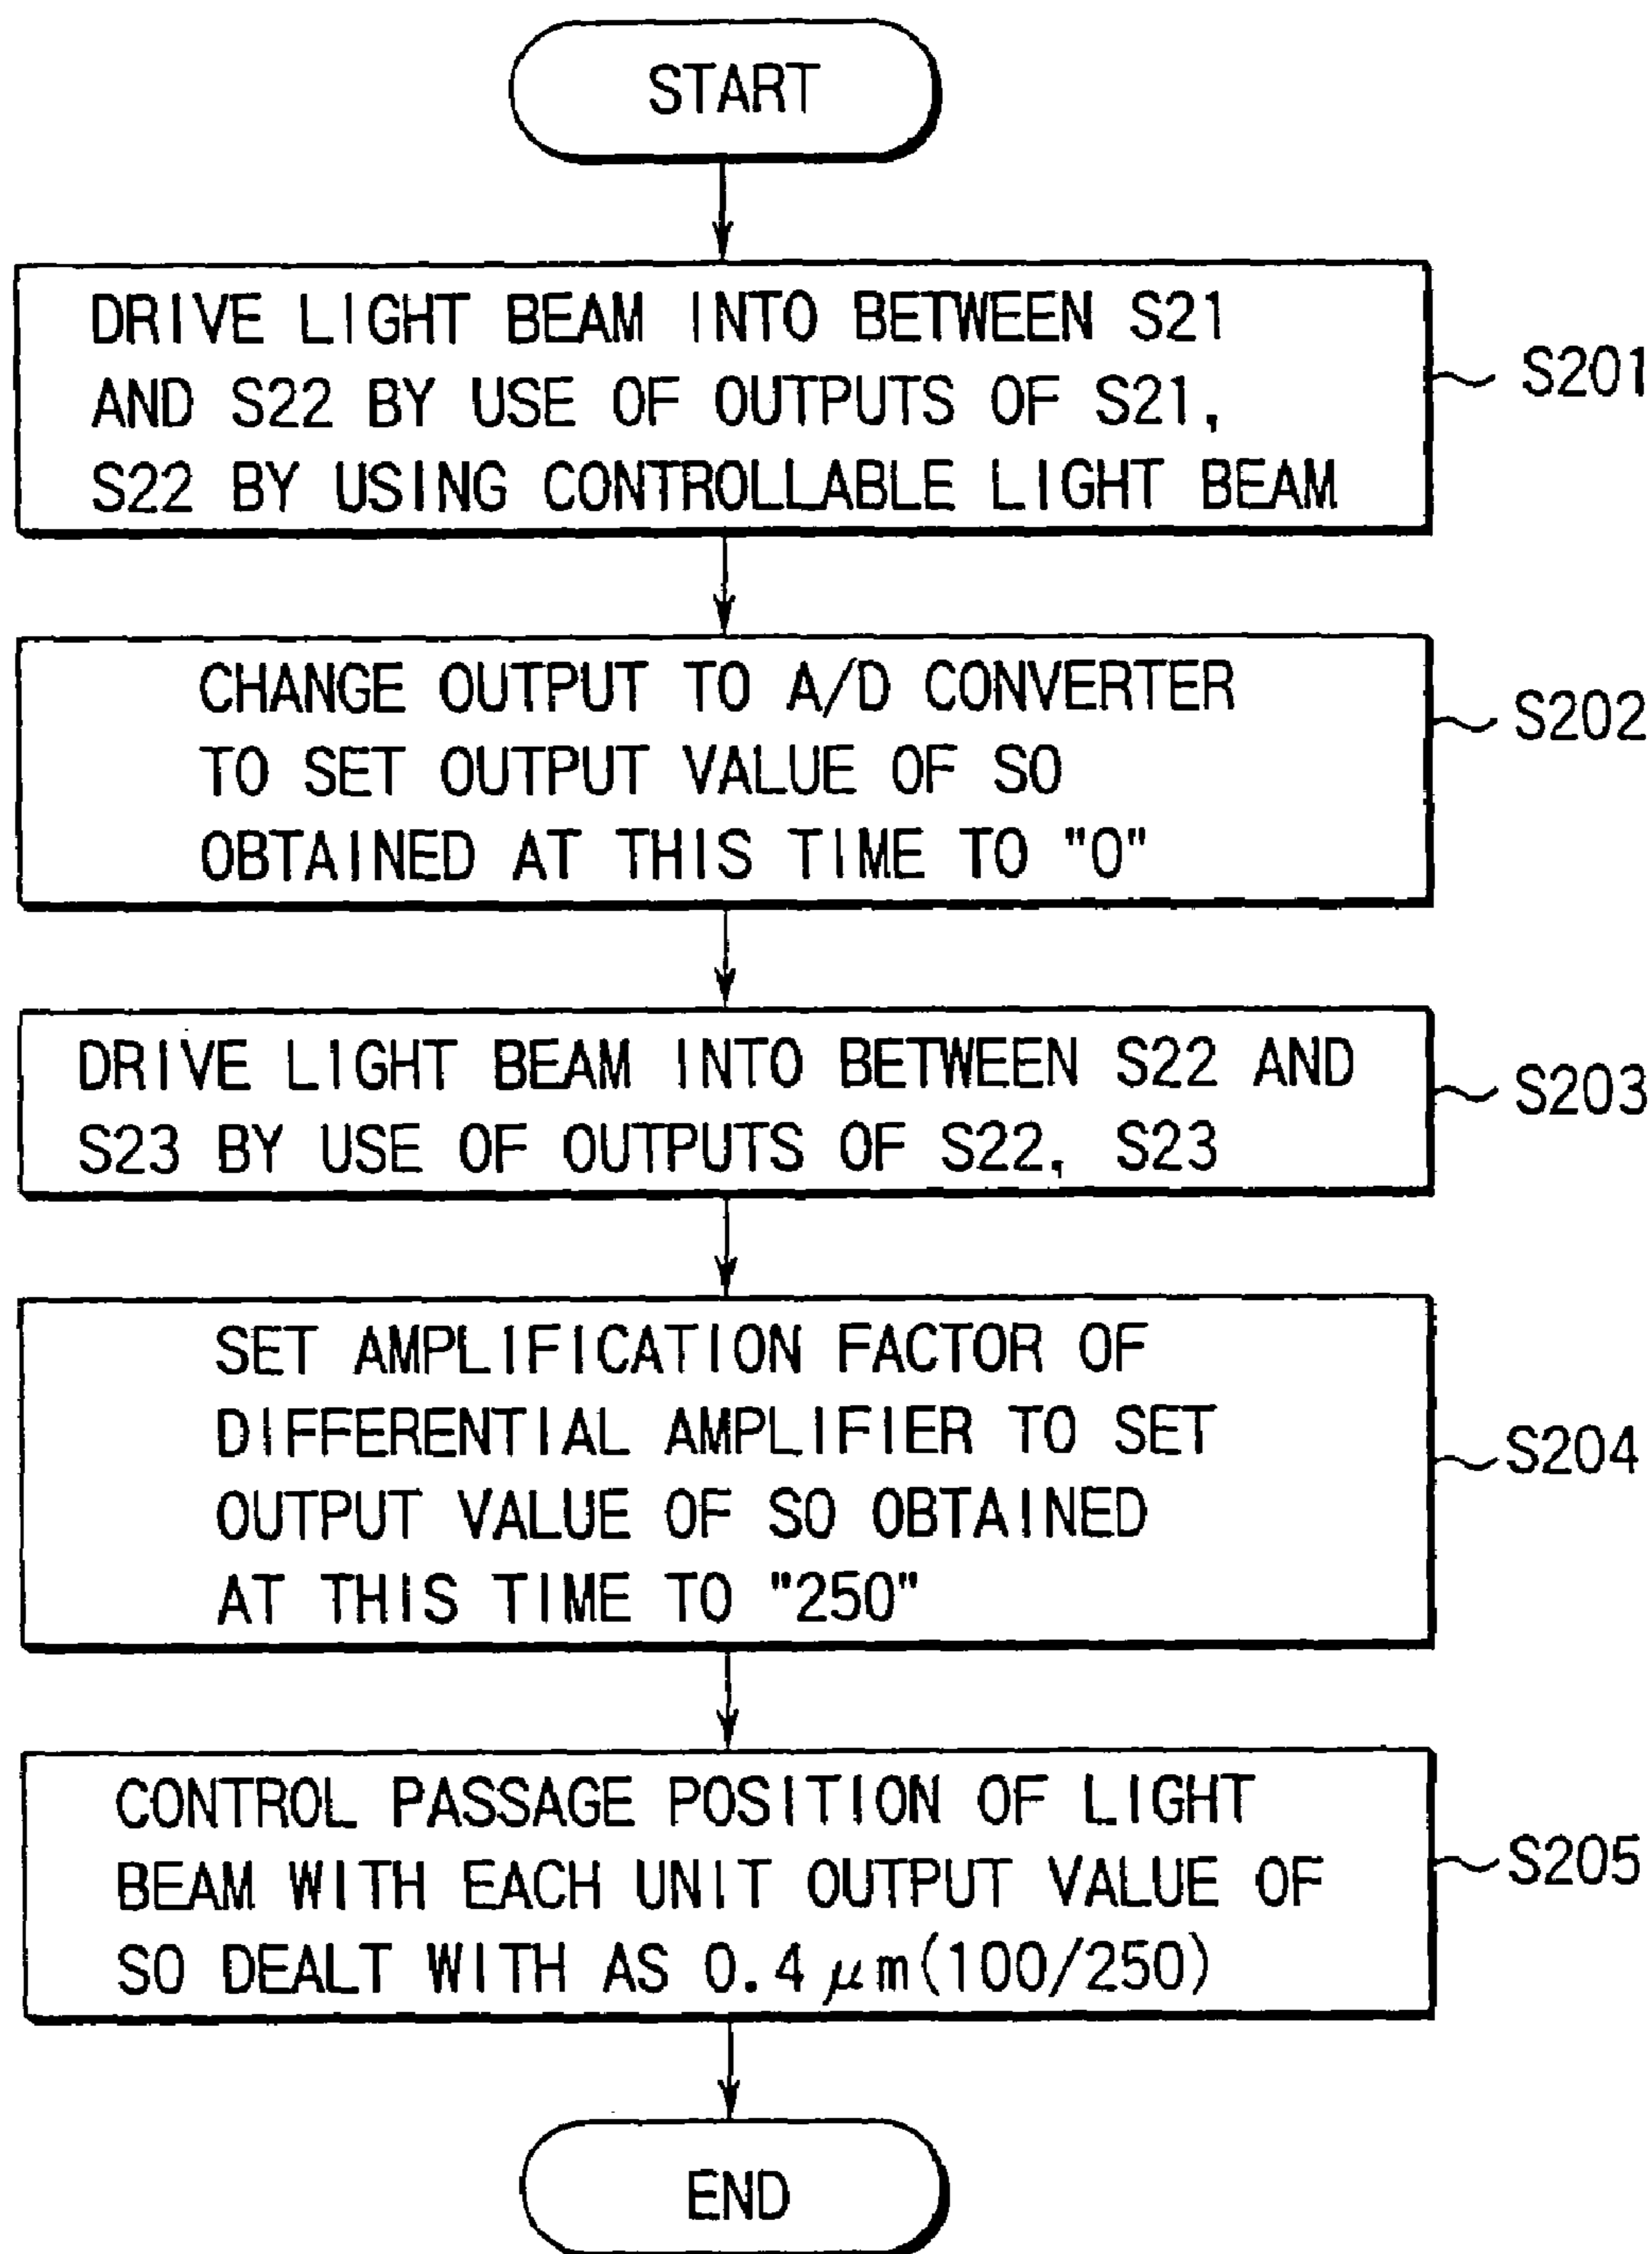 START
DRIVE LIGHT BEAM INTO BETWEEN S21
AND S22 BY USE OF OUTPUTS OF S21,
S22 BY USING CONTROLLABLE LIGHT BEAM
S201
CHANGE OUTPUT TO A/D CONVERTER
TO SET OUTPUT VALUE OF SO
OBTAINED AT THIS TIME TO "0"
S202
DRIVE LIGHT BEAM INTO BETWEEN S22 AND
S23 BY USE OF OUTPUTS OF S22, S23
S203
SET AMPLIFICATION FACTOR OF
DIFFERENTIAL AMPLIFIER TO SET
OUTPUT VALUE OF SO OBTAINED
AT THIS TIME TO "250"
S204
CONTROL PASSAGE POSITION OF LIGHT
BEAM WITH EACH UNIT OUTPUT VALUE OF
SO DEALT WITH AS 0.4μm(100/250)
S205
END